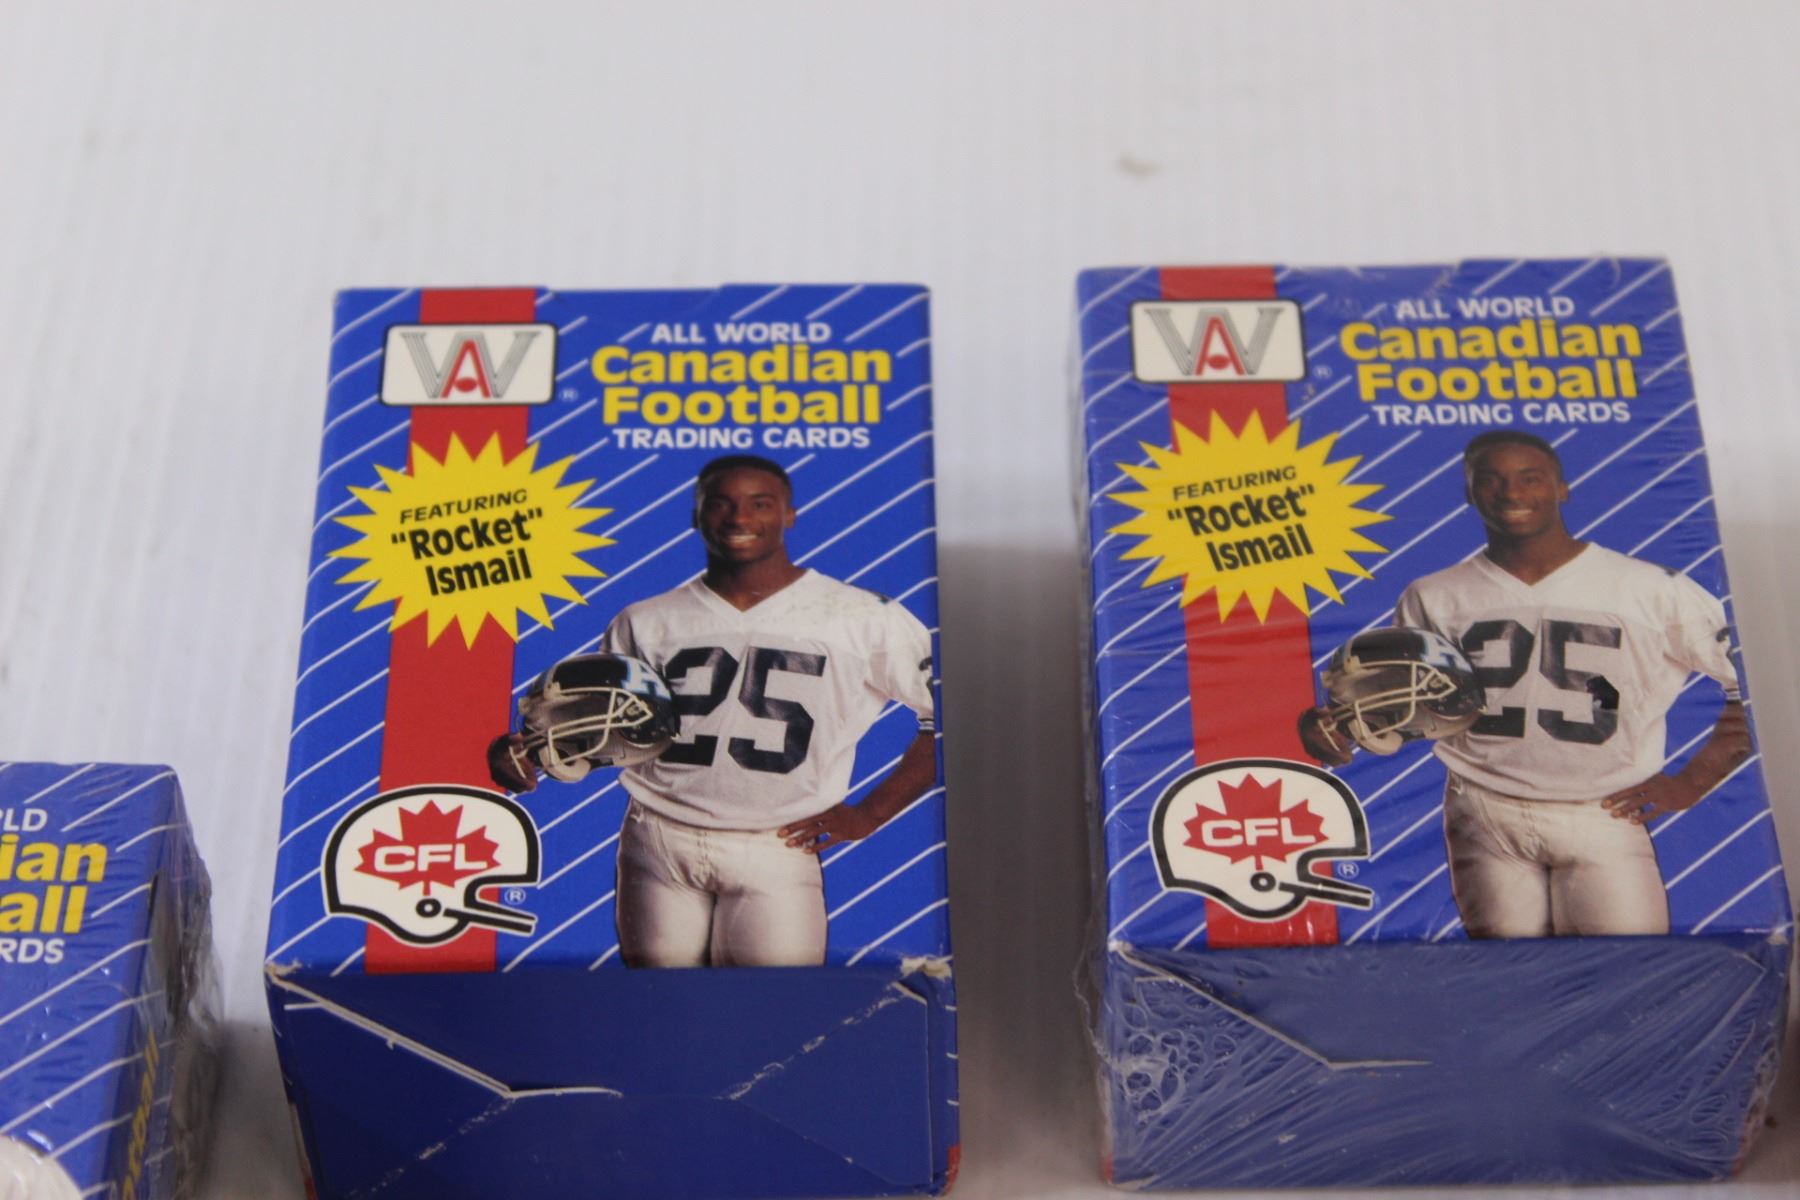 ALL WORLD
Canadian
Football
TRADING CARDS
FEATURING
"Rocket"
Ismail
25
CFL
®
ALL WORLD
Canadian
Football
TRADING CARDS
FEATURING
"Rocket"
Ismail
25
CFL
®